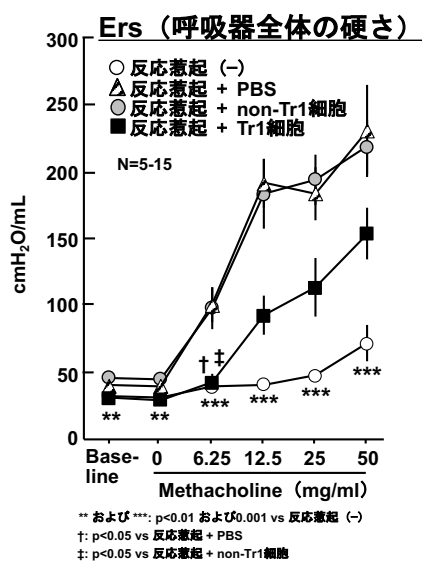 Ers（呼吸器全体の硬さ）
300
250
200
150
100
50
0
cmH2O/mL
反応惹起（−）
反応惹起 + PBS
反応惹起 + non-Tr1細胞
反応惹起 + Tr1細胞
N=5-15
† ‡
** ** *** *** *** ***
Base-line 0 6.25 12.5 25 50
Methacholine（mg/ml）
** および ***: p<0.01 および0.001 vs 反応惹起（−）
†: p<0.05 vs 反応惹起 + PBS
‡: p<0.05 vs 反応惹起 + non-Tr1細胞